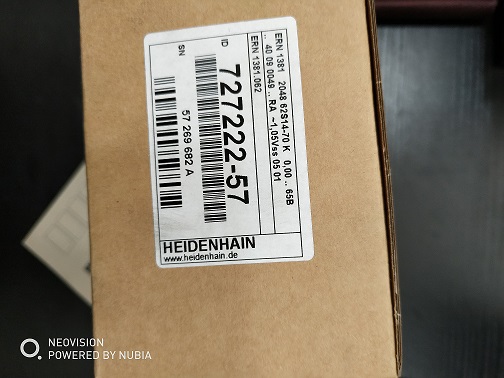 ERN 1381 2048 62S14-70 K 0,00 .. 65B
.. 40 09 0049 .. RA ~1,05Vss 05 01
ERN 1381.062
ID
727222-57
SN
57 269 682 A
HEIDENHAIN
www.heidenhain.de
NEOVISION
POWERED BY NUBIA